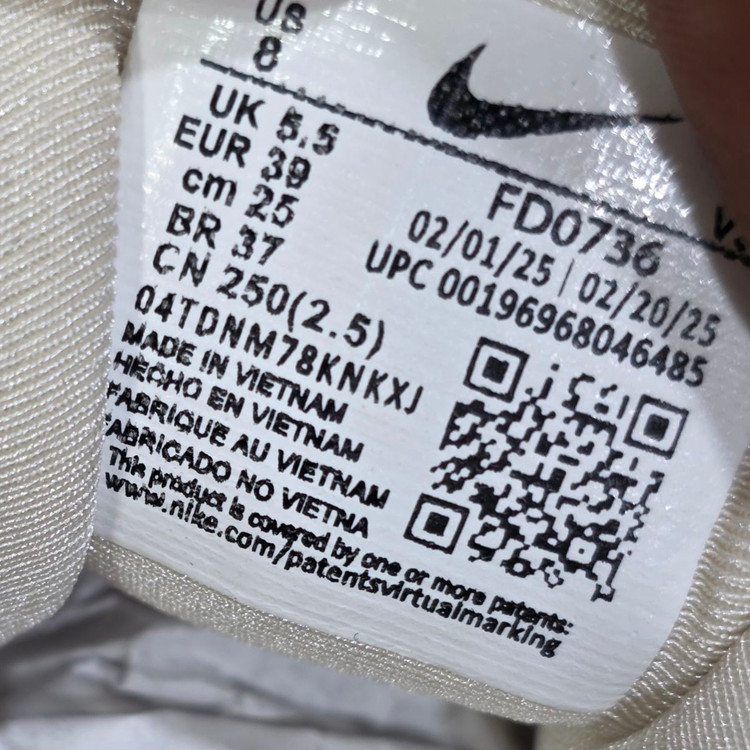 US
8
UK 5.5
EUR 39
cm 25
BR 37
CN 250(2.5)
FD0736
02/01/25 | 02/20/25
UPC 00196968046485
04TDNM78KNKXJ
MADE IN VIETNAM
HECHO EN VIETNAM
FABRIQUE AU VIETNAM
FABRICADO NO VIETNA
This product is covered by one or more patents:
www.nike.com/patentsvirtualmarking